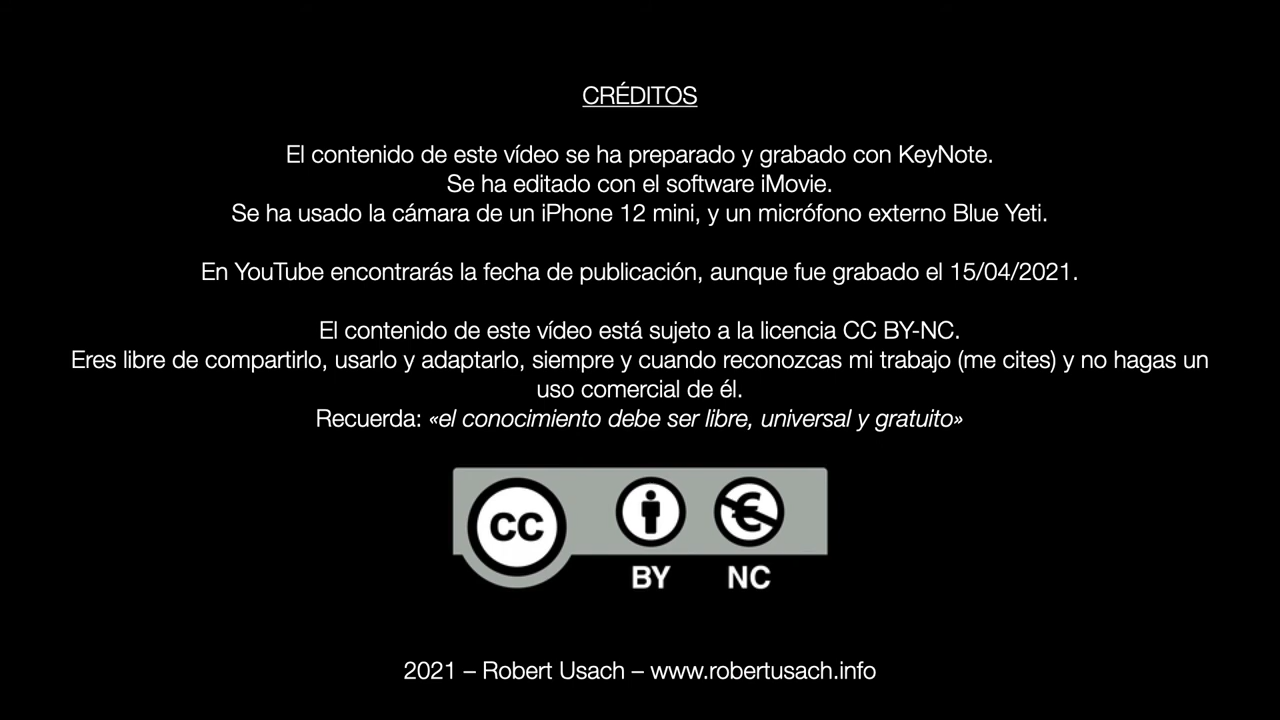 CRÉDITOS
El contenido de este vídeo se ha preparado y grabado con KeyNote.
Se ha editado con el software iMovie.
Se ha usado la cámara de un iPhone 12 mini, y un micrófono externo Blue Yeti.
En YouTube encontrarás la fecha de publicación, aunque fue grabado el 15/04/2021.
El contenido de este vídeo está sujeto a la licencia CC BY-NC.
Eres libre de compartirlo, usarlo y adaptarlo, siempre y cuando reconozcas mi trabajo (me cites) y no hagas un
uso comercial de él.
Recuerda: «el conocimiento debe ser libre, universal y gratuito»
CC
BY NC
2021 – Robert Usach – www.robertusach.info